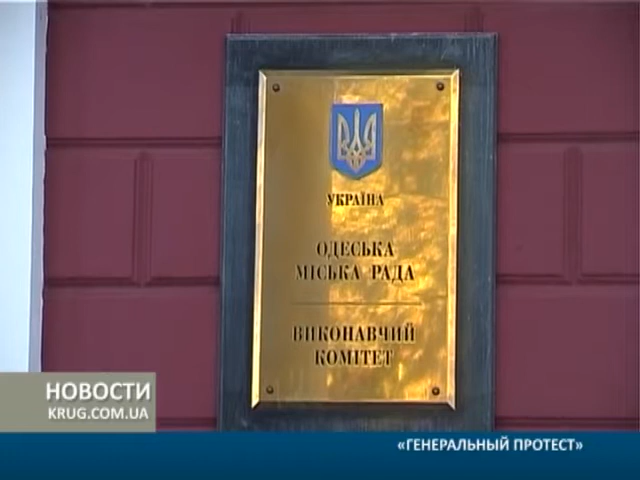 УКРАЇНА
ОДЕСЬКА
МІСЬКА РАДА
ВИКОНАВЧИЙ
КОМІТЕТ
НОВОСТИ
KRUG.COM.UA
«ГЕНЕРАЛЬНЫЙ ПРОТЕСТ»